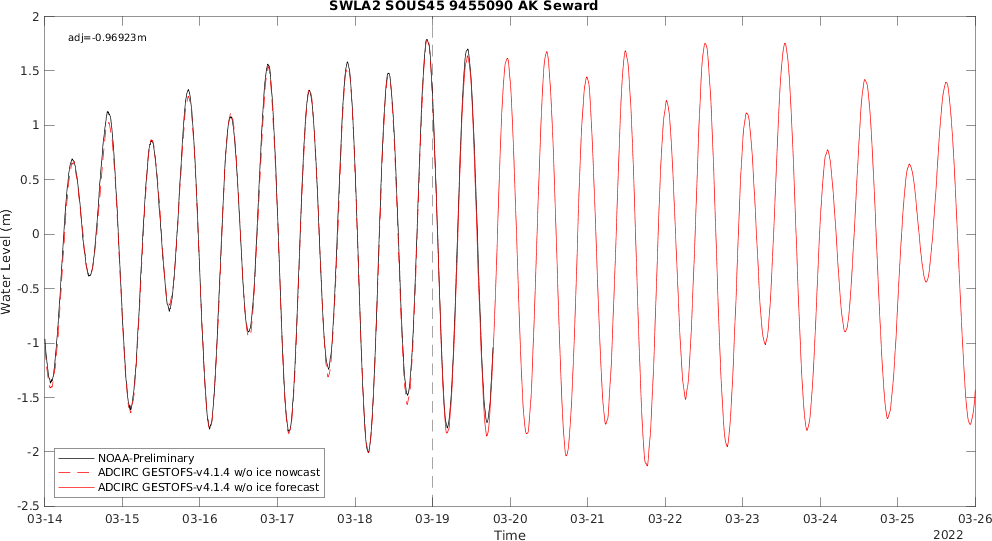 SWLA2 SOUS45 9455090 AK Seward
adj=-0.96923m
2
1.5
1
0.5
0
-0.5
-1
-1.5
-2
-2.5
Water Level (m)
NOAA-Preliminary
ADCIRC GESTOFS-v4.1.4 w/o ice nowcast
ADCIRC GESTOFS-v4.1.4 w/o ice forecast
03-14 03-15 03-16 03-17 03-18 03-19 03-20 03-21 03-22 03-23 03-24 03-25 03-26
Time
2022